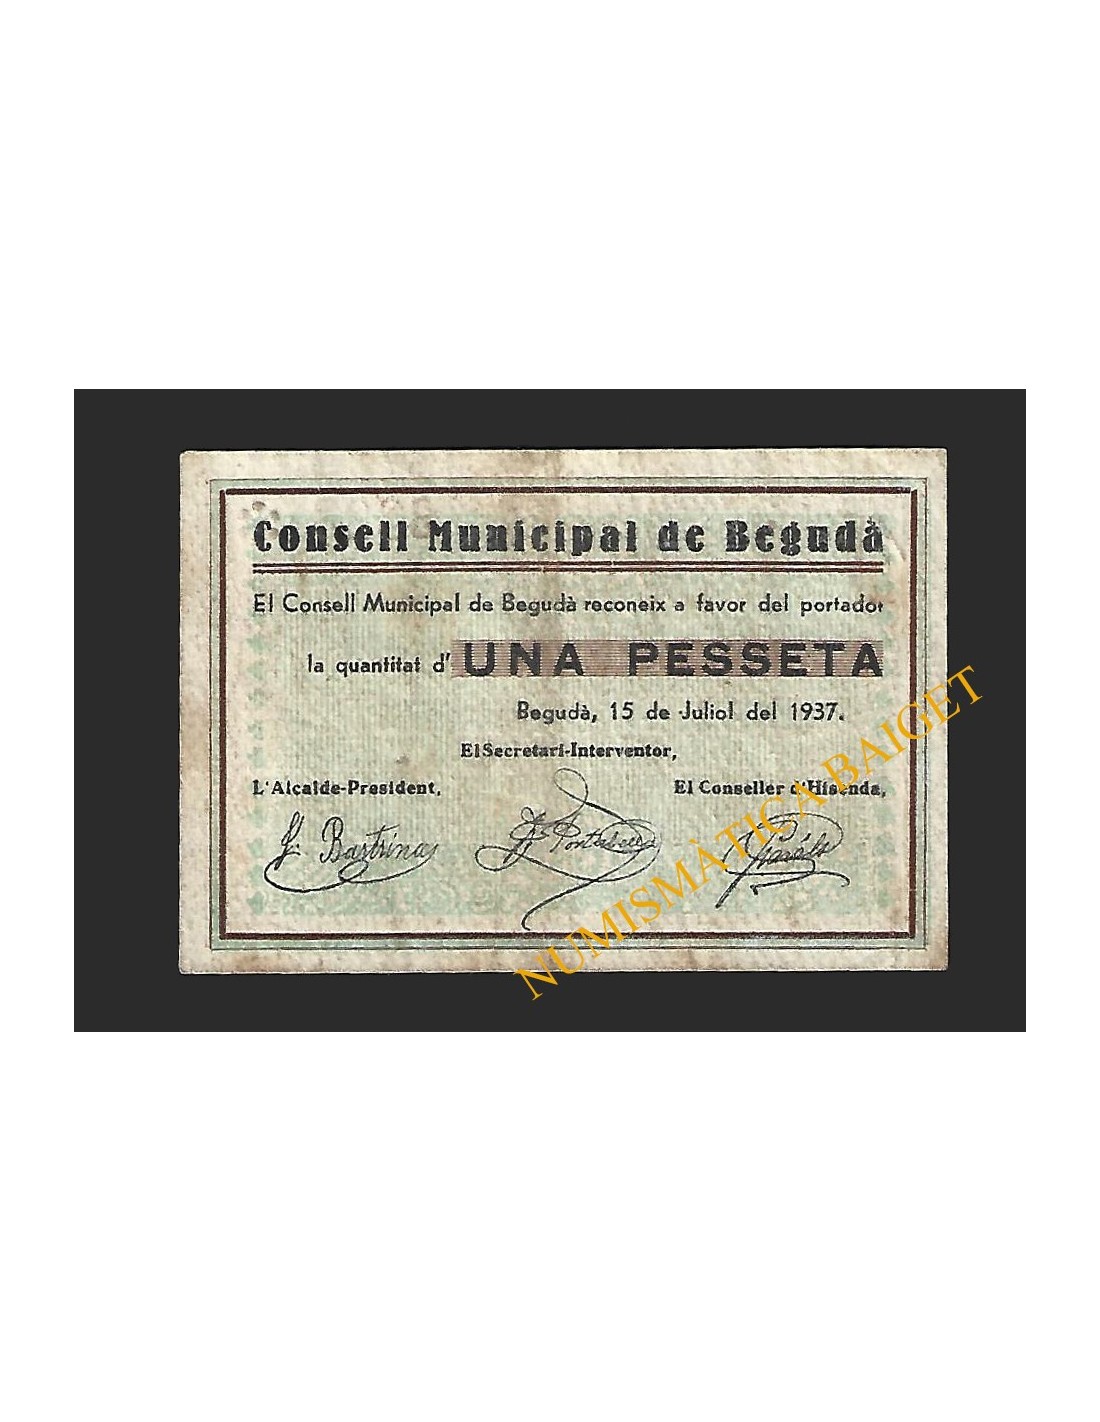 Consell Municipal de Begudà
El Consell Municipal de Begudà reconeix a favor del portador
la quantitat d' UNA PESSETA
Begudà, 15 de Juliol del 1937.
El Secretari-Interventor,
L'Alcalde-President,
El Conseller d'Hisenda,
Bastrina
NUMISMÀTICA BAIGET